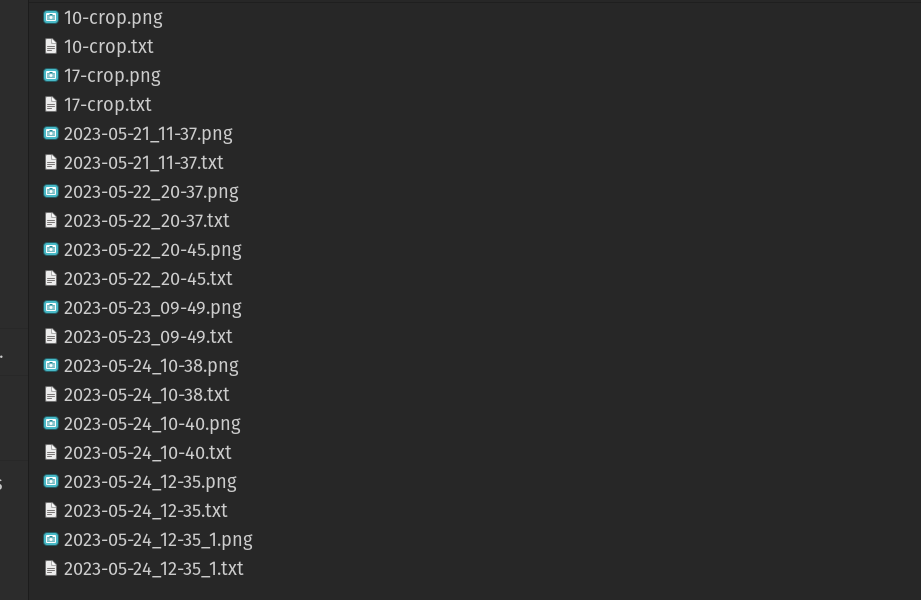 10-crop.png
10-crop.txt
17-crop.png
17-crop.txt
2023-05-21_11-37.png
2023-05-21_11-37.txt
2023-05-22_20-37.png
2023-05-22_20-37.txt
2023-05-22_20-45.png
2023-05-22_20-45.txt
2023-05-23_09-49.png
2023-05-23_09-49.txt
2023-05-24_10-38.png
2023-05-24_10-38.txt
2023-05-24_10-40.png
2023-05-24_10-40.txt
2023-05-24_12-35.png
2023-05-24_12-35.txt
2023-05-24_12-35_1.png
2023-05-24_12-35_1.txt